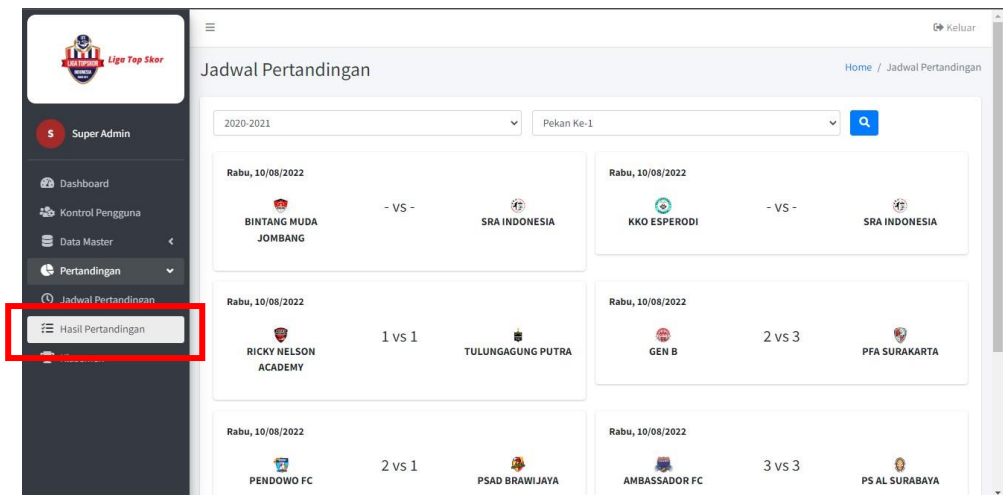 LIGA TOPSKOR
INDONESIA
Liga Top Skor
Keluar
Jadwal Pertandingan
Home / Jadwal Pertandingan
S Super Admin
Dashboard
Kontrol Pengguna
Data Master
Pertandingan
Jadwal Pertandingan
Hasil Pertandingan
2020-2021
Pekan Ke-1
Rabu, 10/08/2022
BINTANG MUDA
JOMBANG
- VS -
SRA INDONESIA
Rabu, 10/08/2022
KKO ESPERODI
- VS -
SRA INDONESIA
Rabu, 10/08/2022
RICKY NELSON
ACADEMY
1 vs 1
TULUNGAGUNG PUTRA
Rabu, 10/08/2022
GEN B
2 vs 3
PFA SURAKARTA
Rabu, 10/08/2022
PENDOWO FC
2 vs 1
PSAD BRAWIJAYA
Rabu, 10/08/2022
AMBASSADOR FC
3 vs 3
PS AL SURABAYA